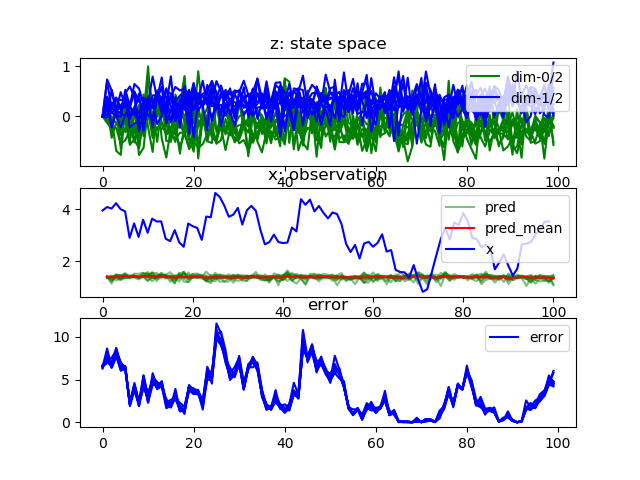 z: state space
1
0
dim-0/2
dim-1/2
0 20 40 60 80 100
x: observation
4
2
pred
pred_mean
x
0 20 40 60 80 100
error
10
5
0
error
0 20 40 60 80 100